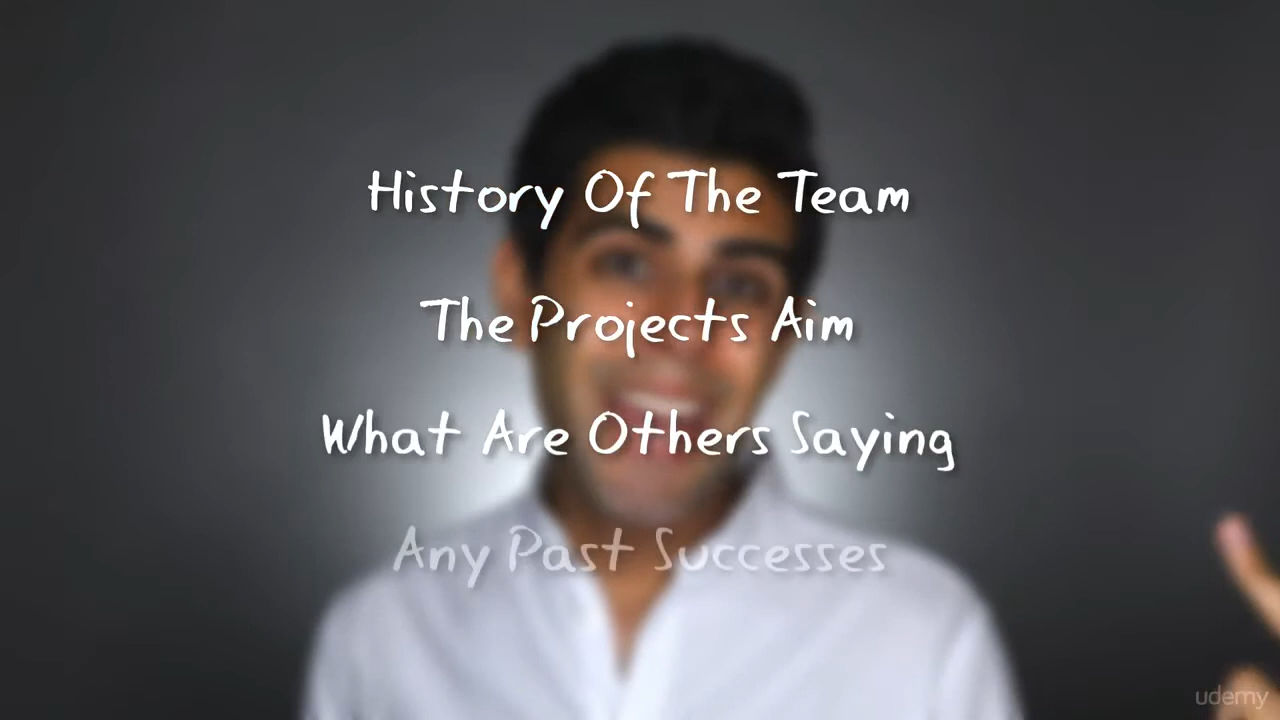 History Of The Team
The Projects Aim
What Are Others Saying
Any Past Successes
udemy